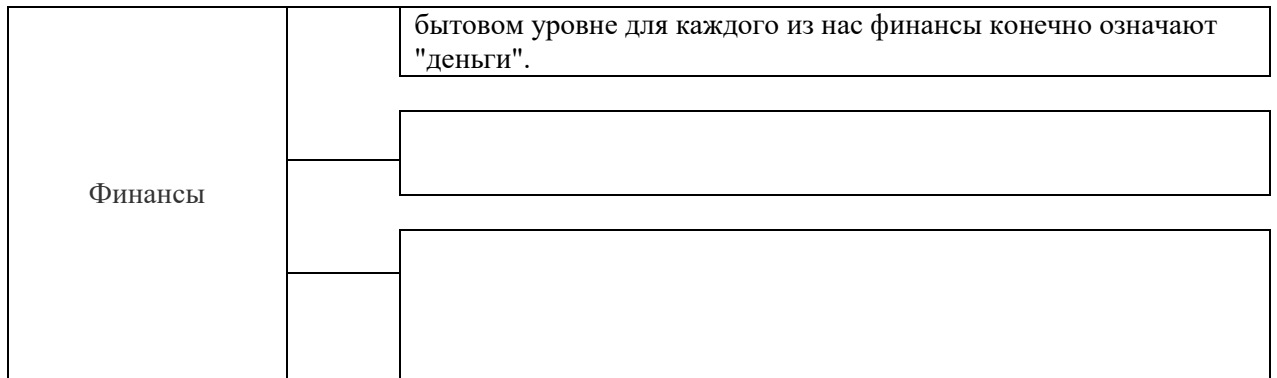 бытовом уровне для каждого из нас финансы конечно означают
"деньги".
Финансы